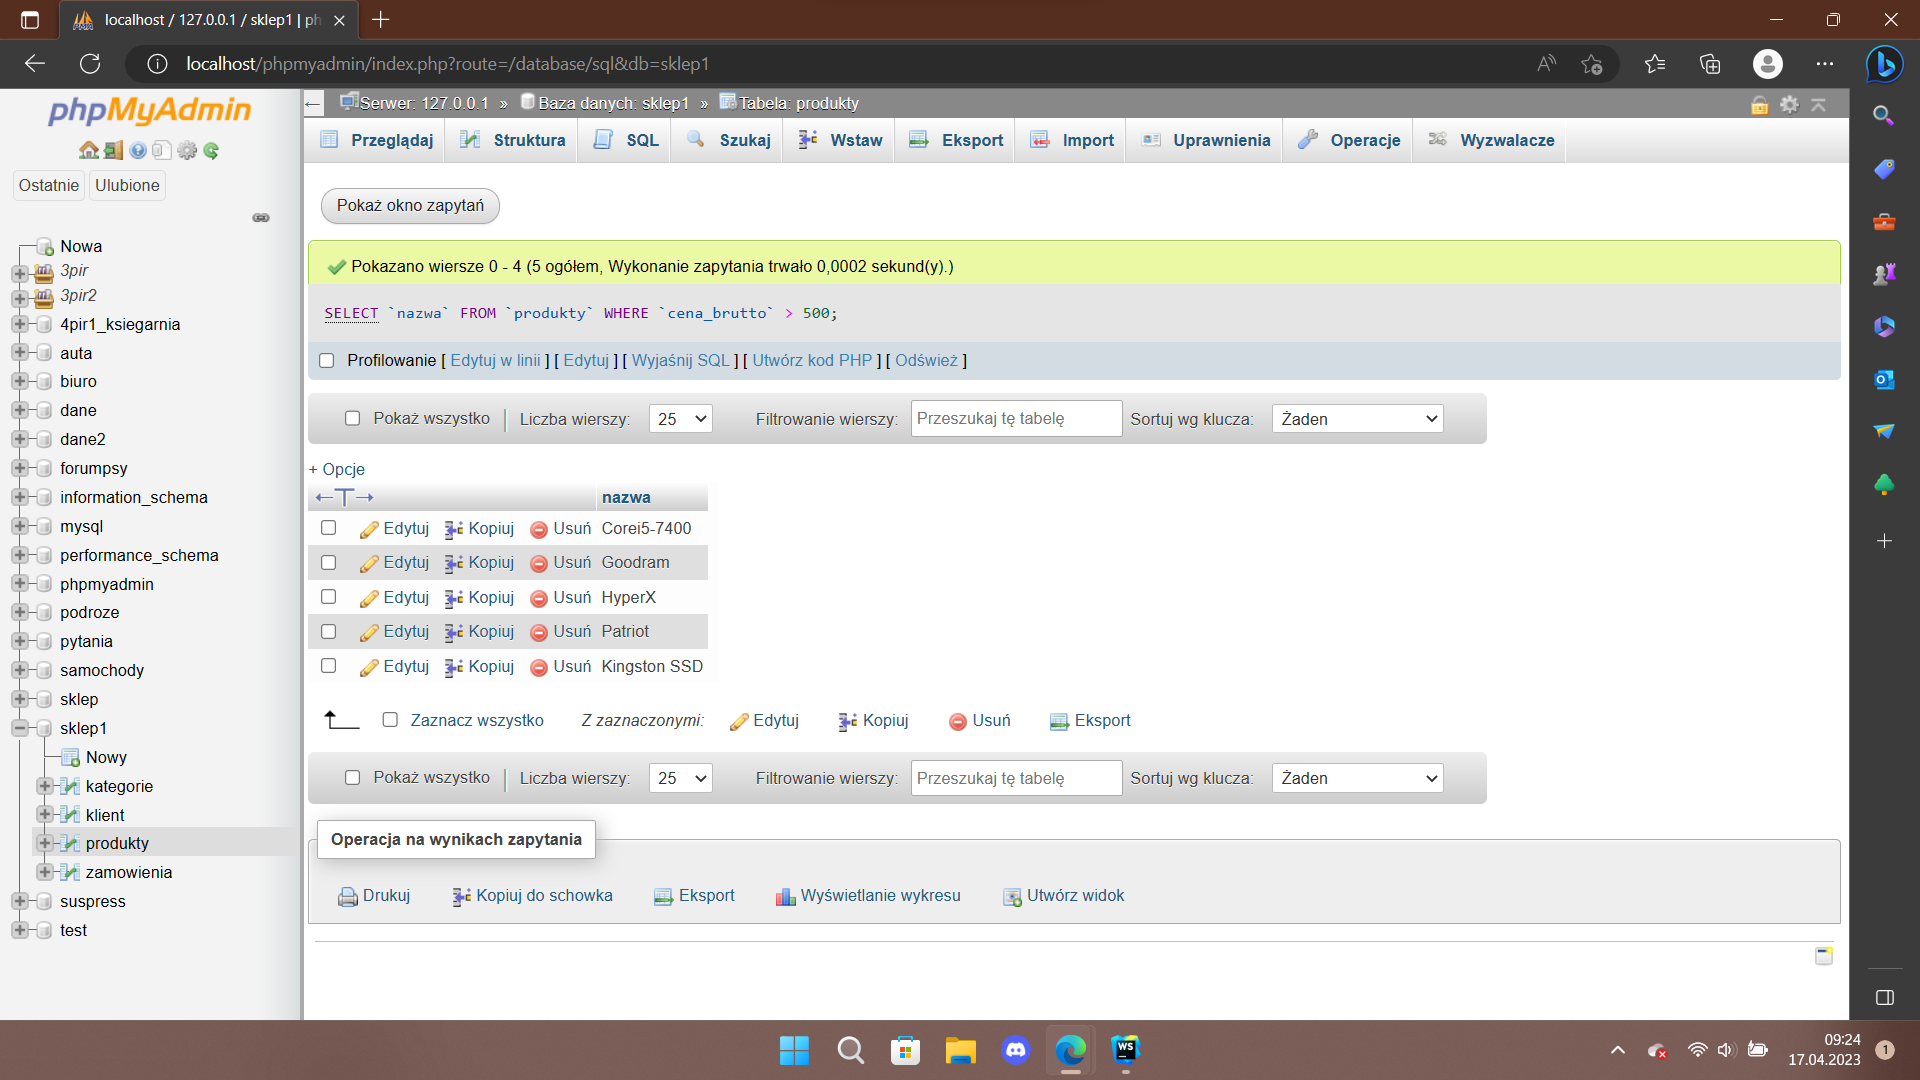 localhost / 127.0.0.1 / sklep1 | ph
localhost/phpmyadmin/index.php?route=/database/sql&db=sklep1
phpMyAdmin
Ostatnie Ulubione
Nowa
3pir
3pir2
4pir1_ksiegarnia
auta
biuro
dane
dane2
forumpsy
information_schema
mysql
performance_schema
phpmyadmin
podroze
pytania
samochody
sklep
sklep1
Nowy
kategorie
klient
produkty
zamowienia
suspress
test
Serwer: 127.0.0.1 » Baza danych: sklep1 » Tabela: produkty
Przeglądaj Struktura SQL Szukaj Wstaw Eksport Import Uprawnienia Operacje Wyzwalacze
Pokaż okno zapytań
Pokazano wiersze 0 - 4 (5 ogółem, Wykonanie zapytania trwało 0,0002 sekund(y).)
SELECT `nazwa` FROM `produkty` WHERE `cena_brutto` > 500;
Profilowanie [ Edytuj w linii ] [ Edytuj ] [ Wyjaśnij SQL ] [ Utwórz kod PHP ] [ Odśwież ]
Pokaż wszystko | Liczba wierszy: 25 Filtrowanie wierszy: Przeszukaj tę tabelę Sortuj wg klucza: Żaden
+ Opcje
←T→ nazwa
Edytuj Kopiuj Usuń Corei5-7400
Edytuj Kopiuj Usuń Goodram
Edytuj Kopiuj Usuń HyperX
Edytuj Kopiuj Usuń Patriot
Edytuj Kopiuj Usuń Kingston SSD
Zaznacz wszystko Z zaznaczonymi: Edytuj Kopiuj Usuń Eksport
Pokaż wszystko | Liczba wierszy: 25 Filtrowanie wierszy: Przeszukaj tę tabelę Sortuj wg klucza: Żaden
Operacja na wynikach zapytania
Drukuj Kopiuj do schowka Eksport Wyświetlanie wykresu Utwórz widok
WS
09:24
17.04.2023
1